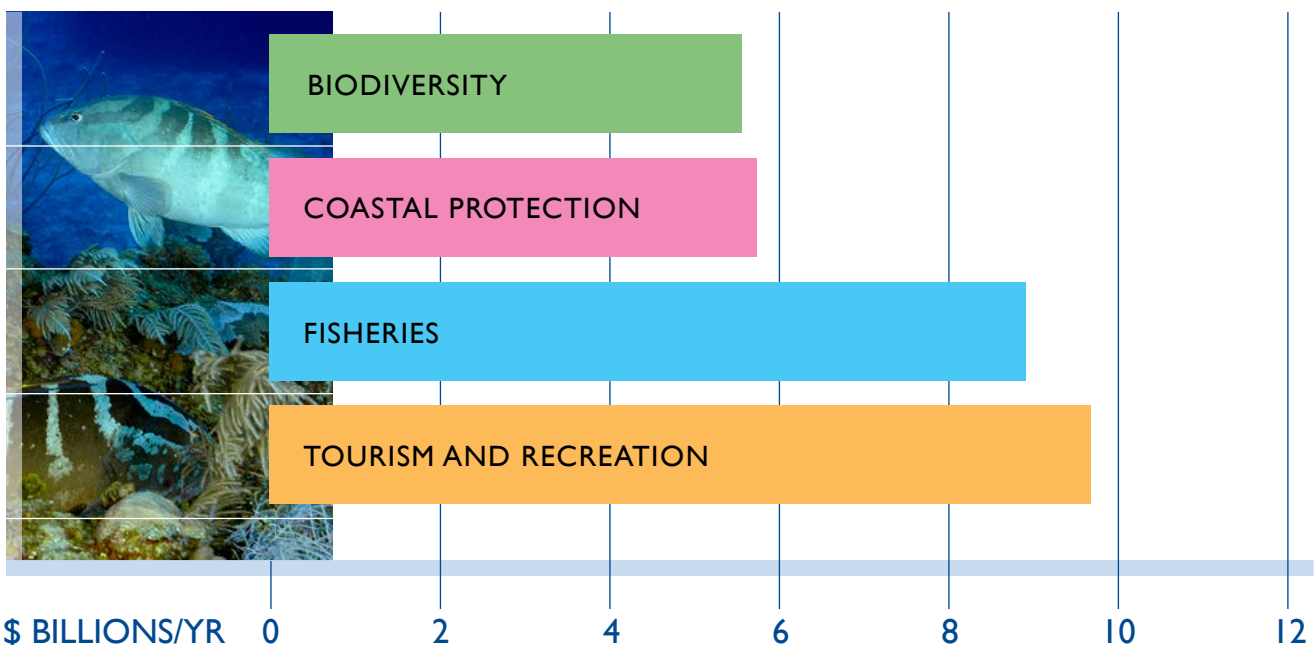 BIODIVERSITY
COASTAL PROTECTION
FISHERIES
TOURISM AND RECREATION
$ BILLIONS/YR 0 2 4 6 8 10 12